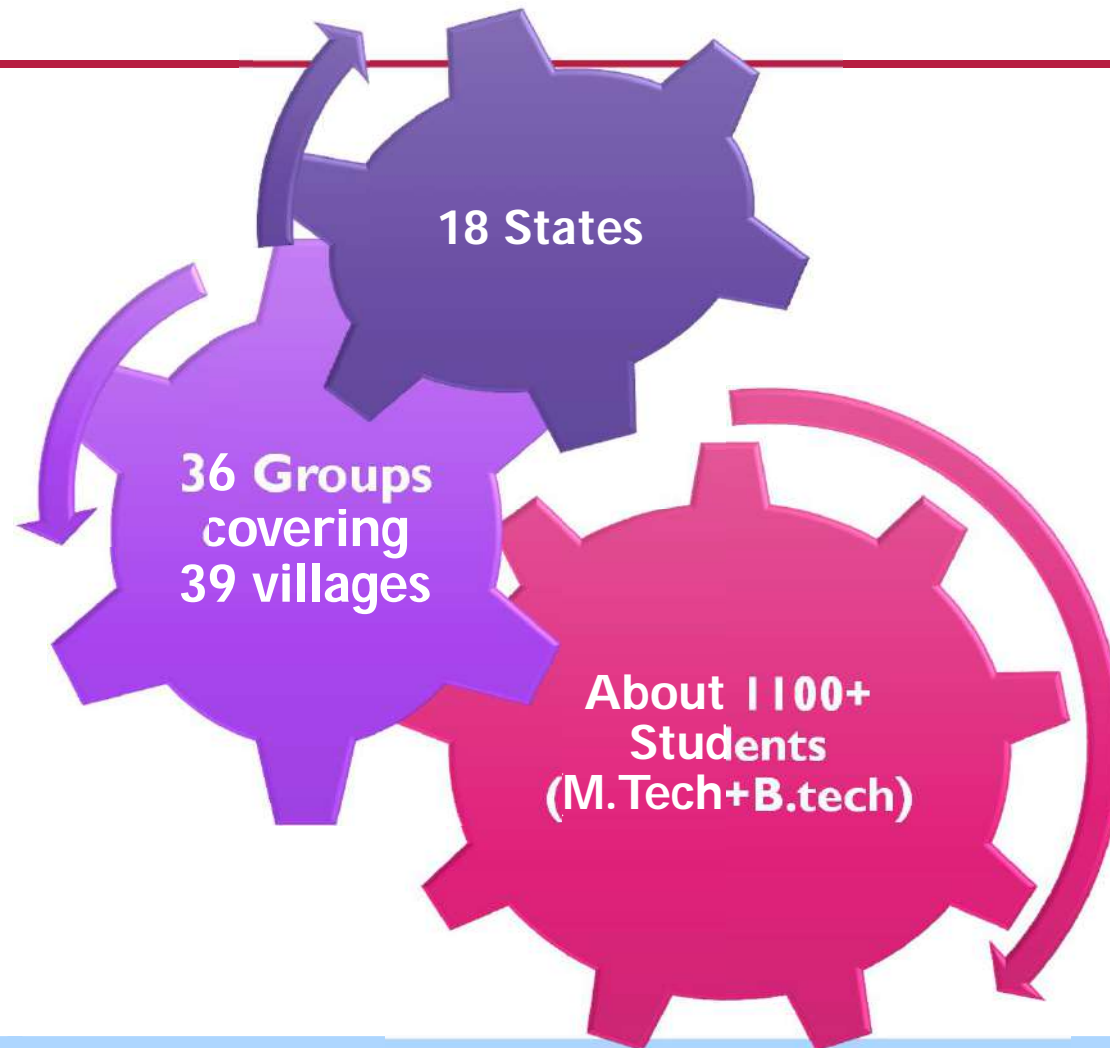 18 States
36 Groups
covering
39 villages
About 1100+
Students
(M.Tech+B.tech)